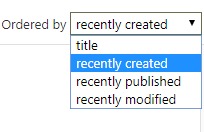 Ordered by recently created
title
recently created
recently published
recently modified